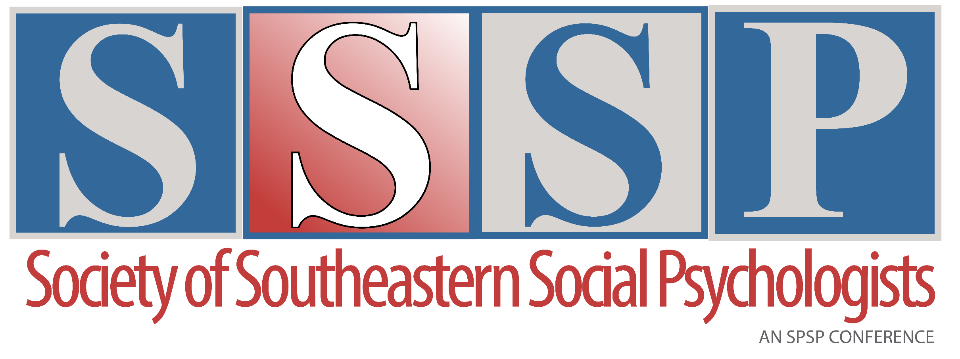 SSSP
Society of Southeastern Social Psychologists
AN SPSP CONFERENCE